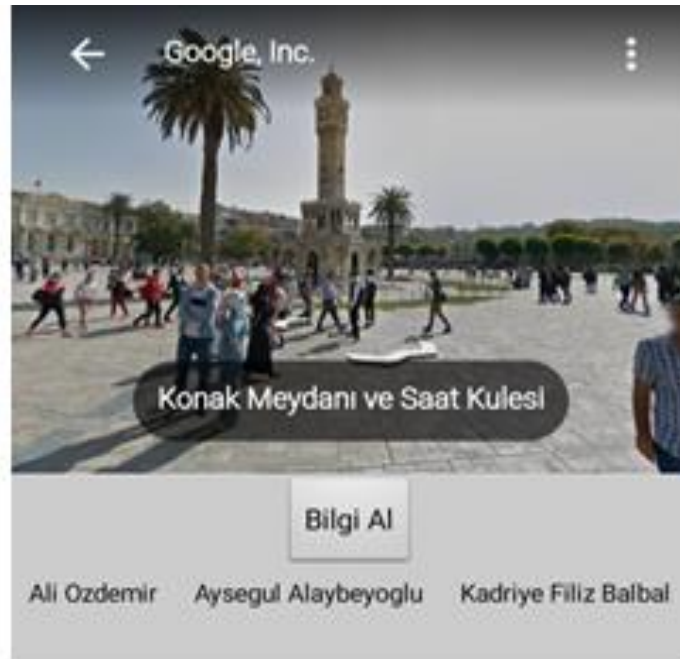 Google, Inc.
Konak Meydanı ve Saat Kulesi
Bilgi Al
Ali Ozdemir Aysegul Alaybeyoglu Kadriye Filiz Balbal